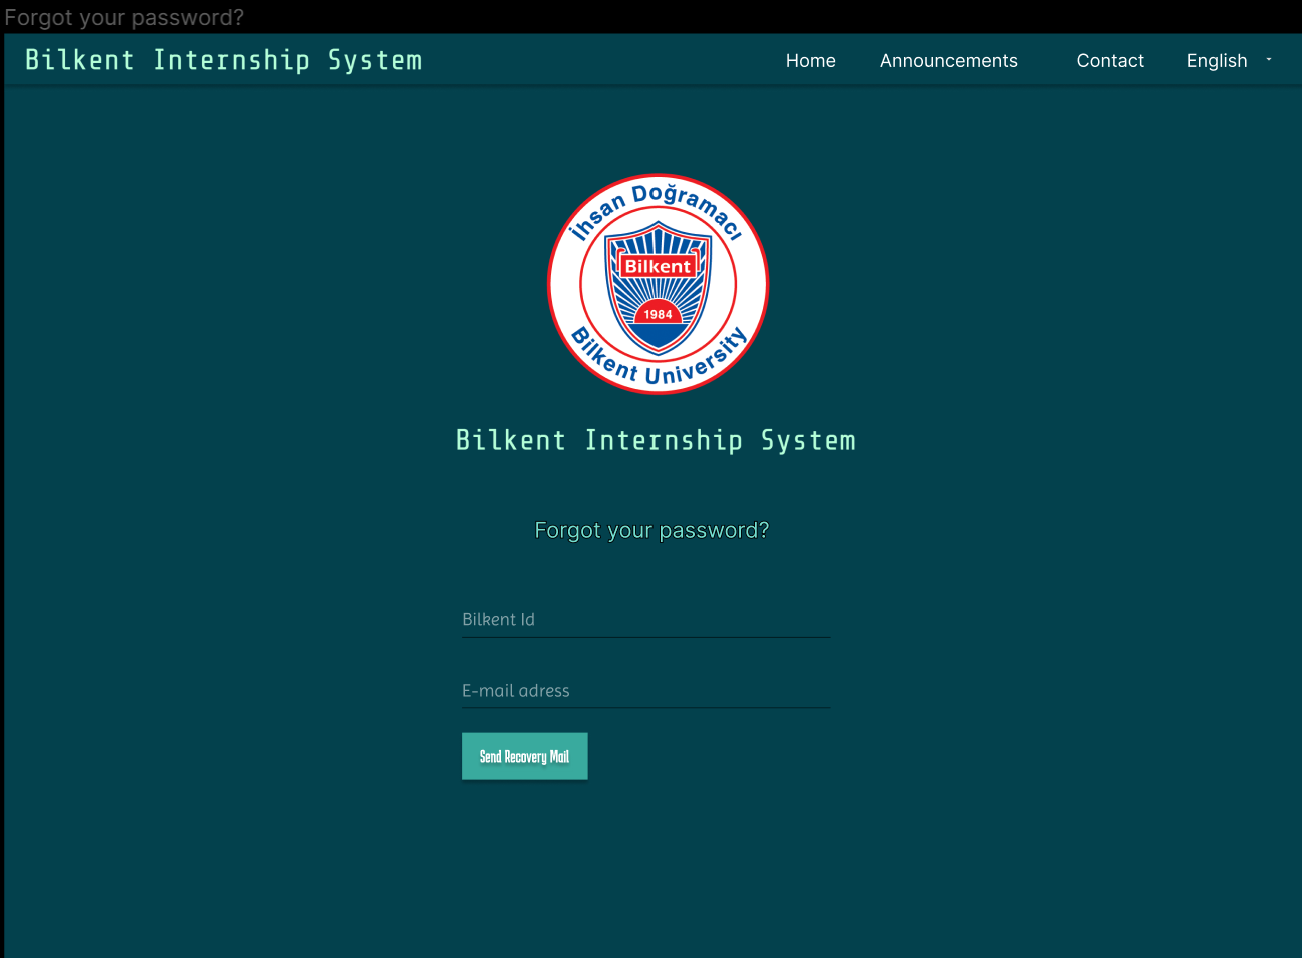 Forgot your password?
Bilkent Internship System
Home Announcements Contact English
İhsan Doğramacı
Bilkent
1984
Bilkent University
Bilkent Internship System
Forgot your password?
Bilkent Id
E-mail adress
Send Recovery Mail